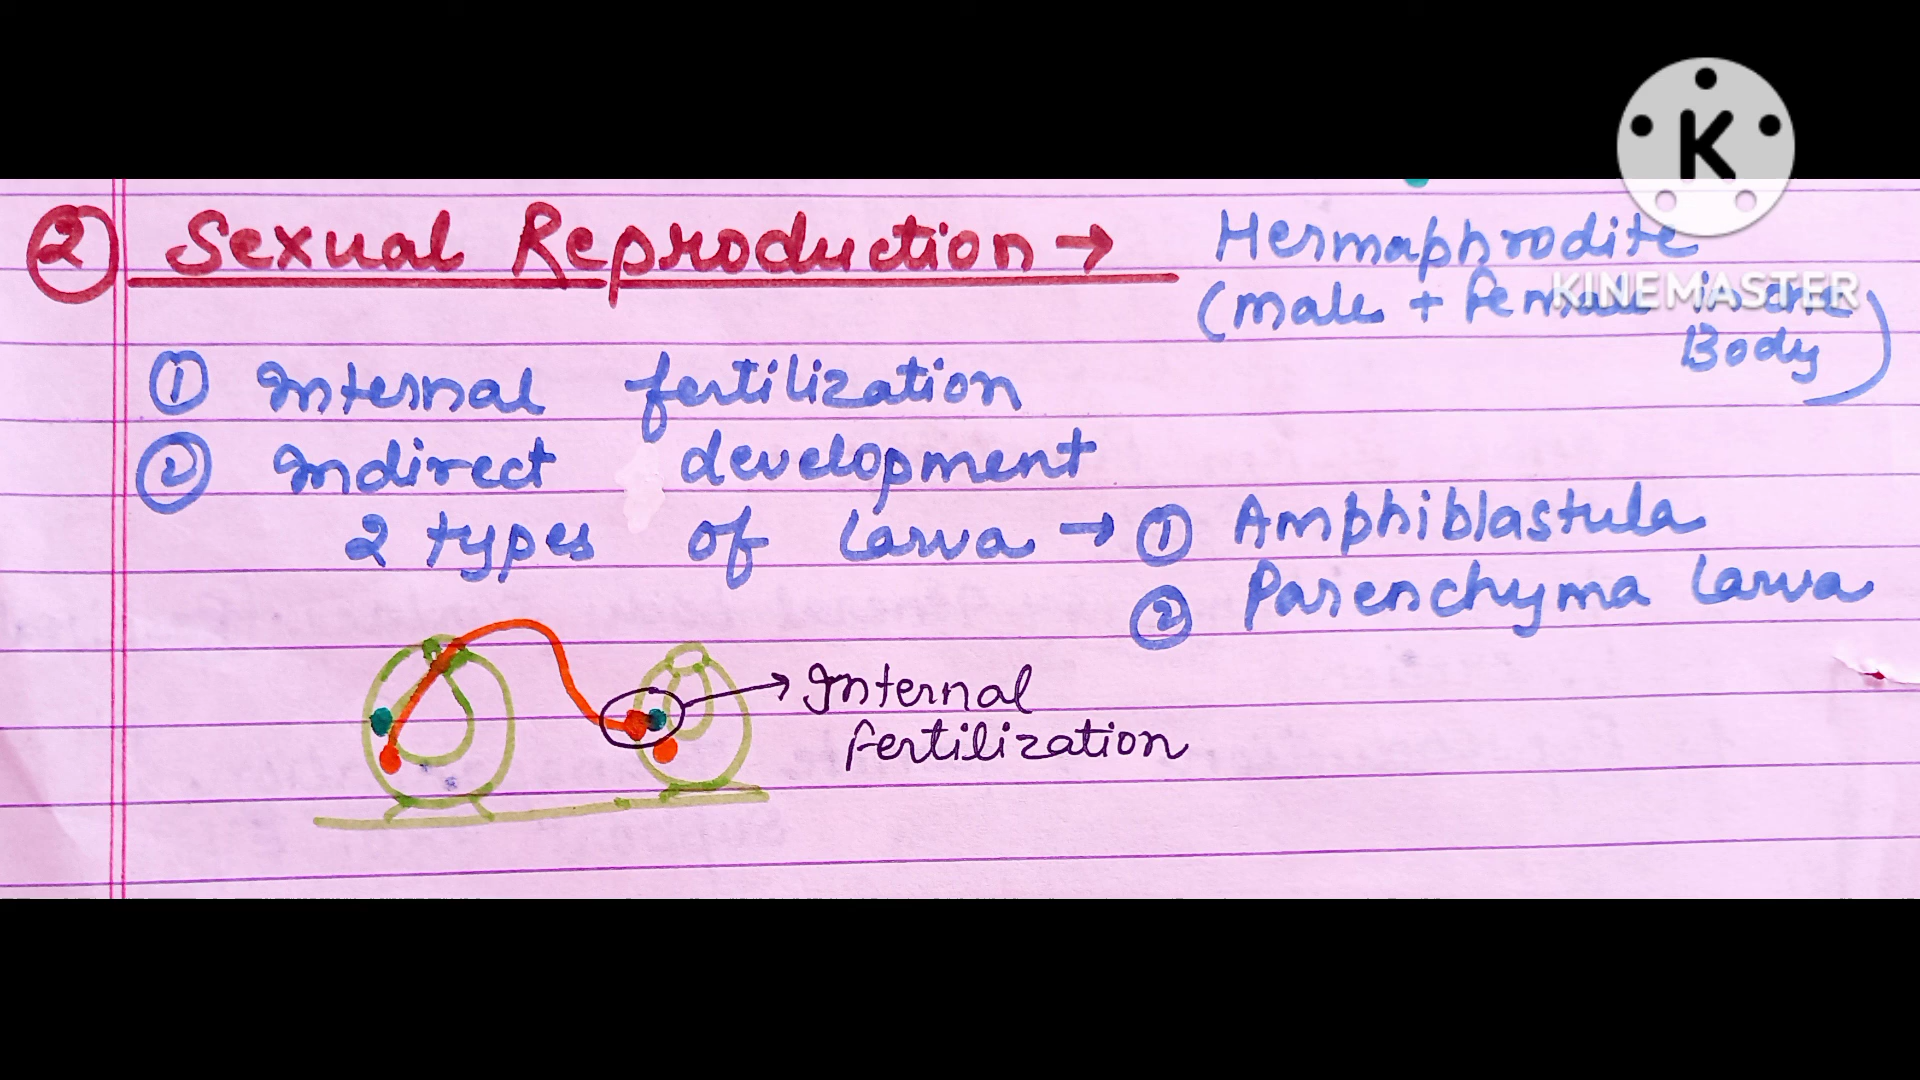 ② Sexual Reproduction → Hermaphrodite
(male + Female in one
Body)
① Internal fertilization
② Indirect development
2 types of larva → ① Amphiblastula
② Parenchyma larva
→ Internal
fertilization
K
KINEMASTER